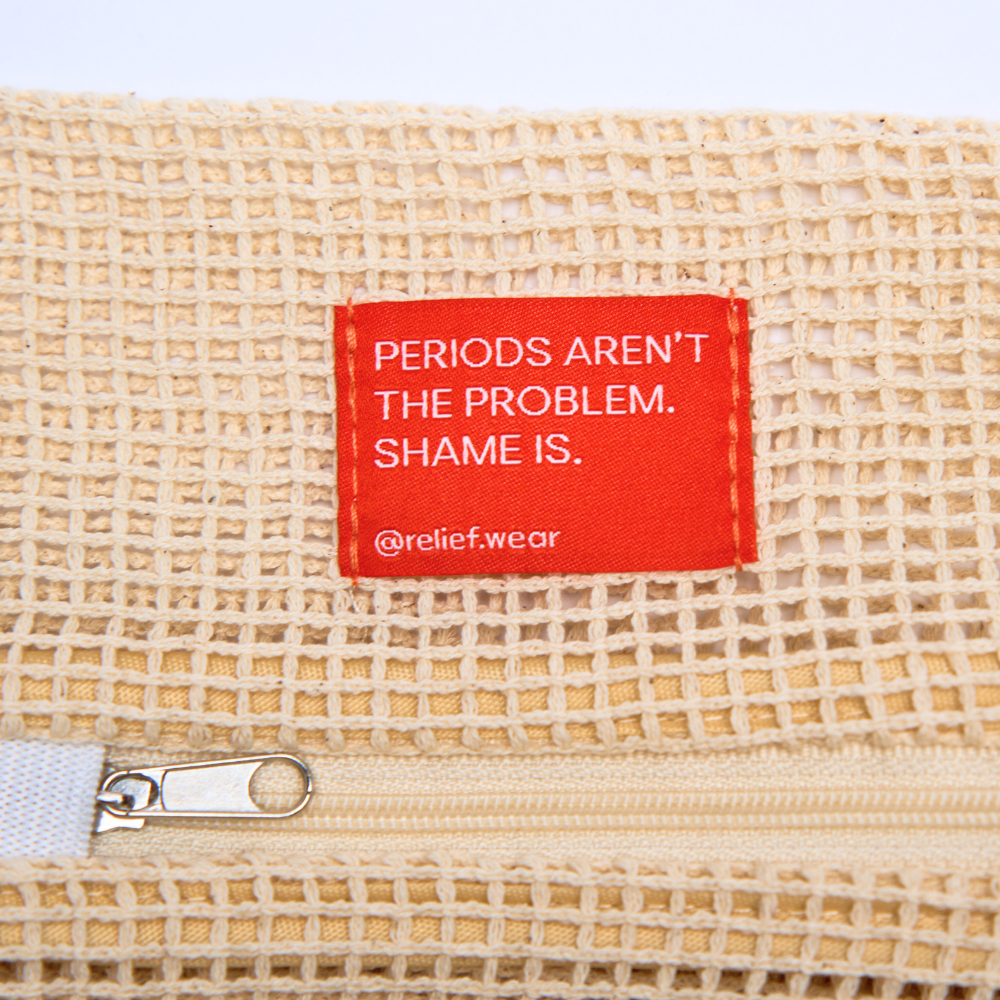 PERIODS AREN'T
THE PROBLEM.
SHAME IS.
@relief.wear